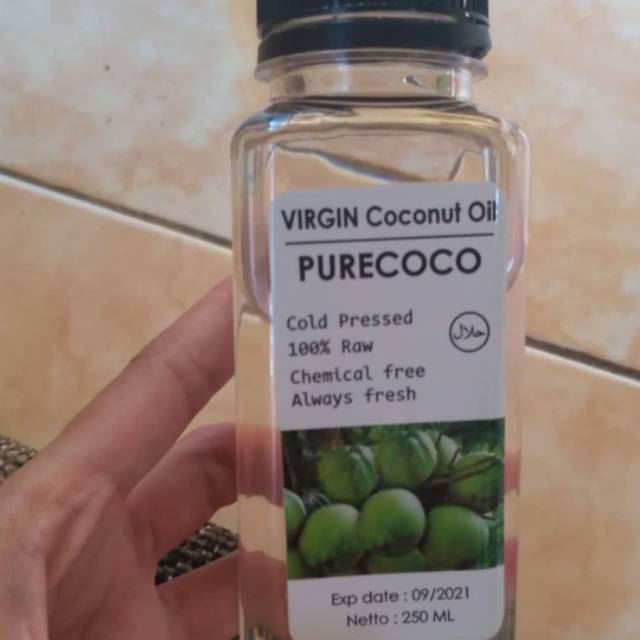 VIRGIN Coconut Oil
PURECOCO
Cold Pressed
100% Raw
حلال
Chemical free
Always fresh
Exp date : 09/2021
Netto : 250 ML